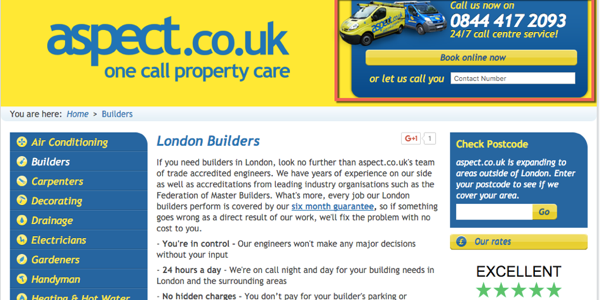 aspect.co.uk
one call property care
Call us now on
0844 417 2093
24/7 call centre service!
Book online now
or let us call you Contact Number
You are here: Home > Builders
Air Conditioning
Builders
Carpenters
Decorating
Drainage
Electricians
Gardeners
Handyman
Heating & Hot Water
London Builders
G+1 1
If you need builders in London, look no further than aspect.co.uk's team
of trade accredited engineers. We have years of experience on our side
as well as accreditations from leading industry organisations such as the
Federation of Master Builders. What's more, every job our London
builders perform is covered by our six month guarantee, so if something
goes wrong as a direct result of our work, we'll fix the problem with no
cost to you.
- You're in control - Our engineers won't make any major decisions
without your input
- 24 hours a day - We're on call night and day for your building needs in
London and the surrounding areas
- No hidden charges - You don't pay for your builder's parking or
Check Postcode
aspect.co.uk is expanding to
areas outside of London. Enter
your postcode to see if we
cover your area.
Go
£ Our rates
EXCELLENT